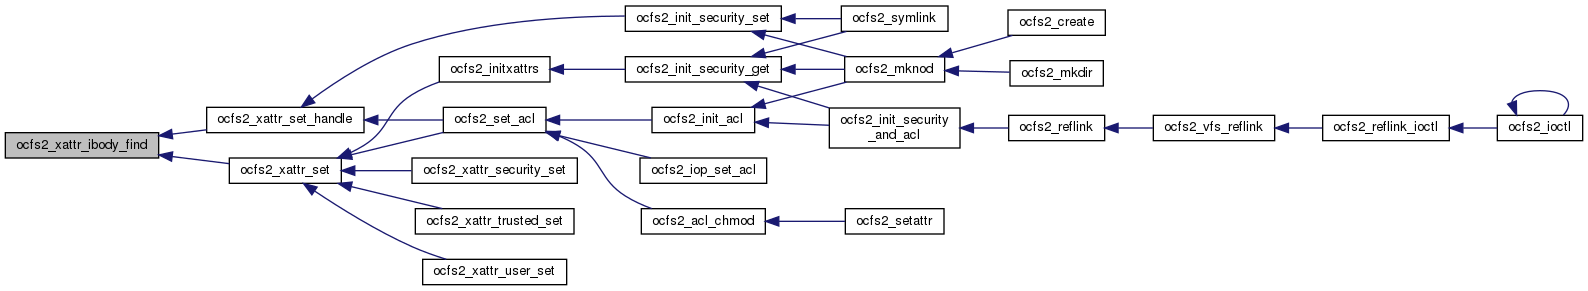 ocfs2_xattr_ibody_find
ocfs2_xattr_set_handle
ocfs2_xattr_set
ocfs2_initxattrs
ocfs2_set_acl
ocfs2_xattr_security_set
ocfs2_xattr_trusted_set
ocfs2_xattr_user_set
ocfs2_init_security_set
ocfs2_init_security_get
ocfs2_init_acl
ocfs2_iop_set_acl
ocfs2_acl_chmod
ocfs2_symlink
ocfs2_mknod
ocfs2_init_security
_and_acl
ocfs2_setattr
ocfs2_create
ocfs2_mkdir
ocfs2_reflink
ocfs2_vfs_reflink
ocfs2_reflink_ioctl
ocfs2_ioctl